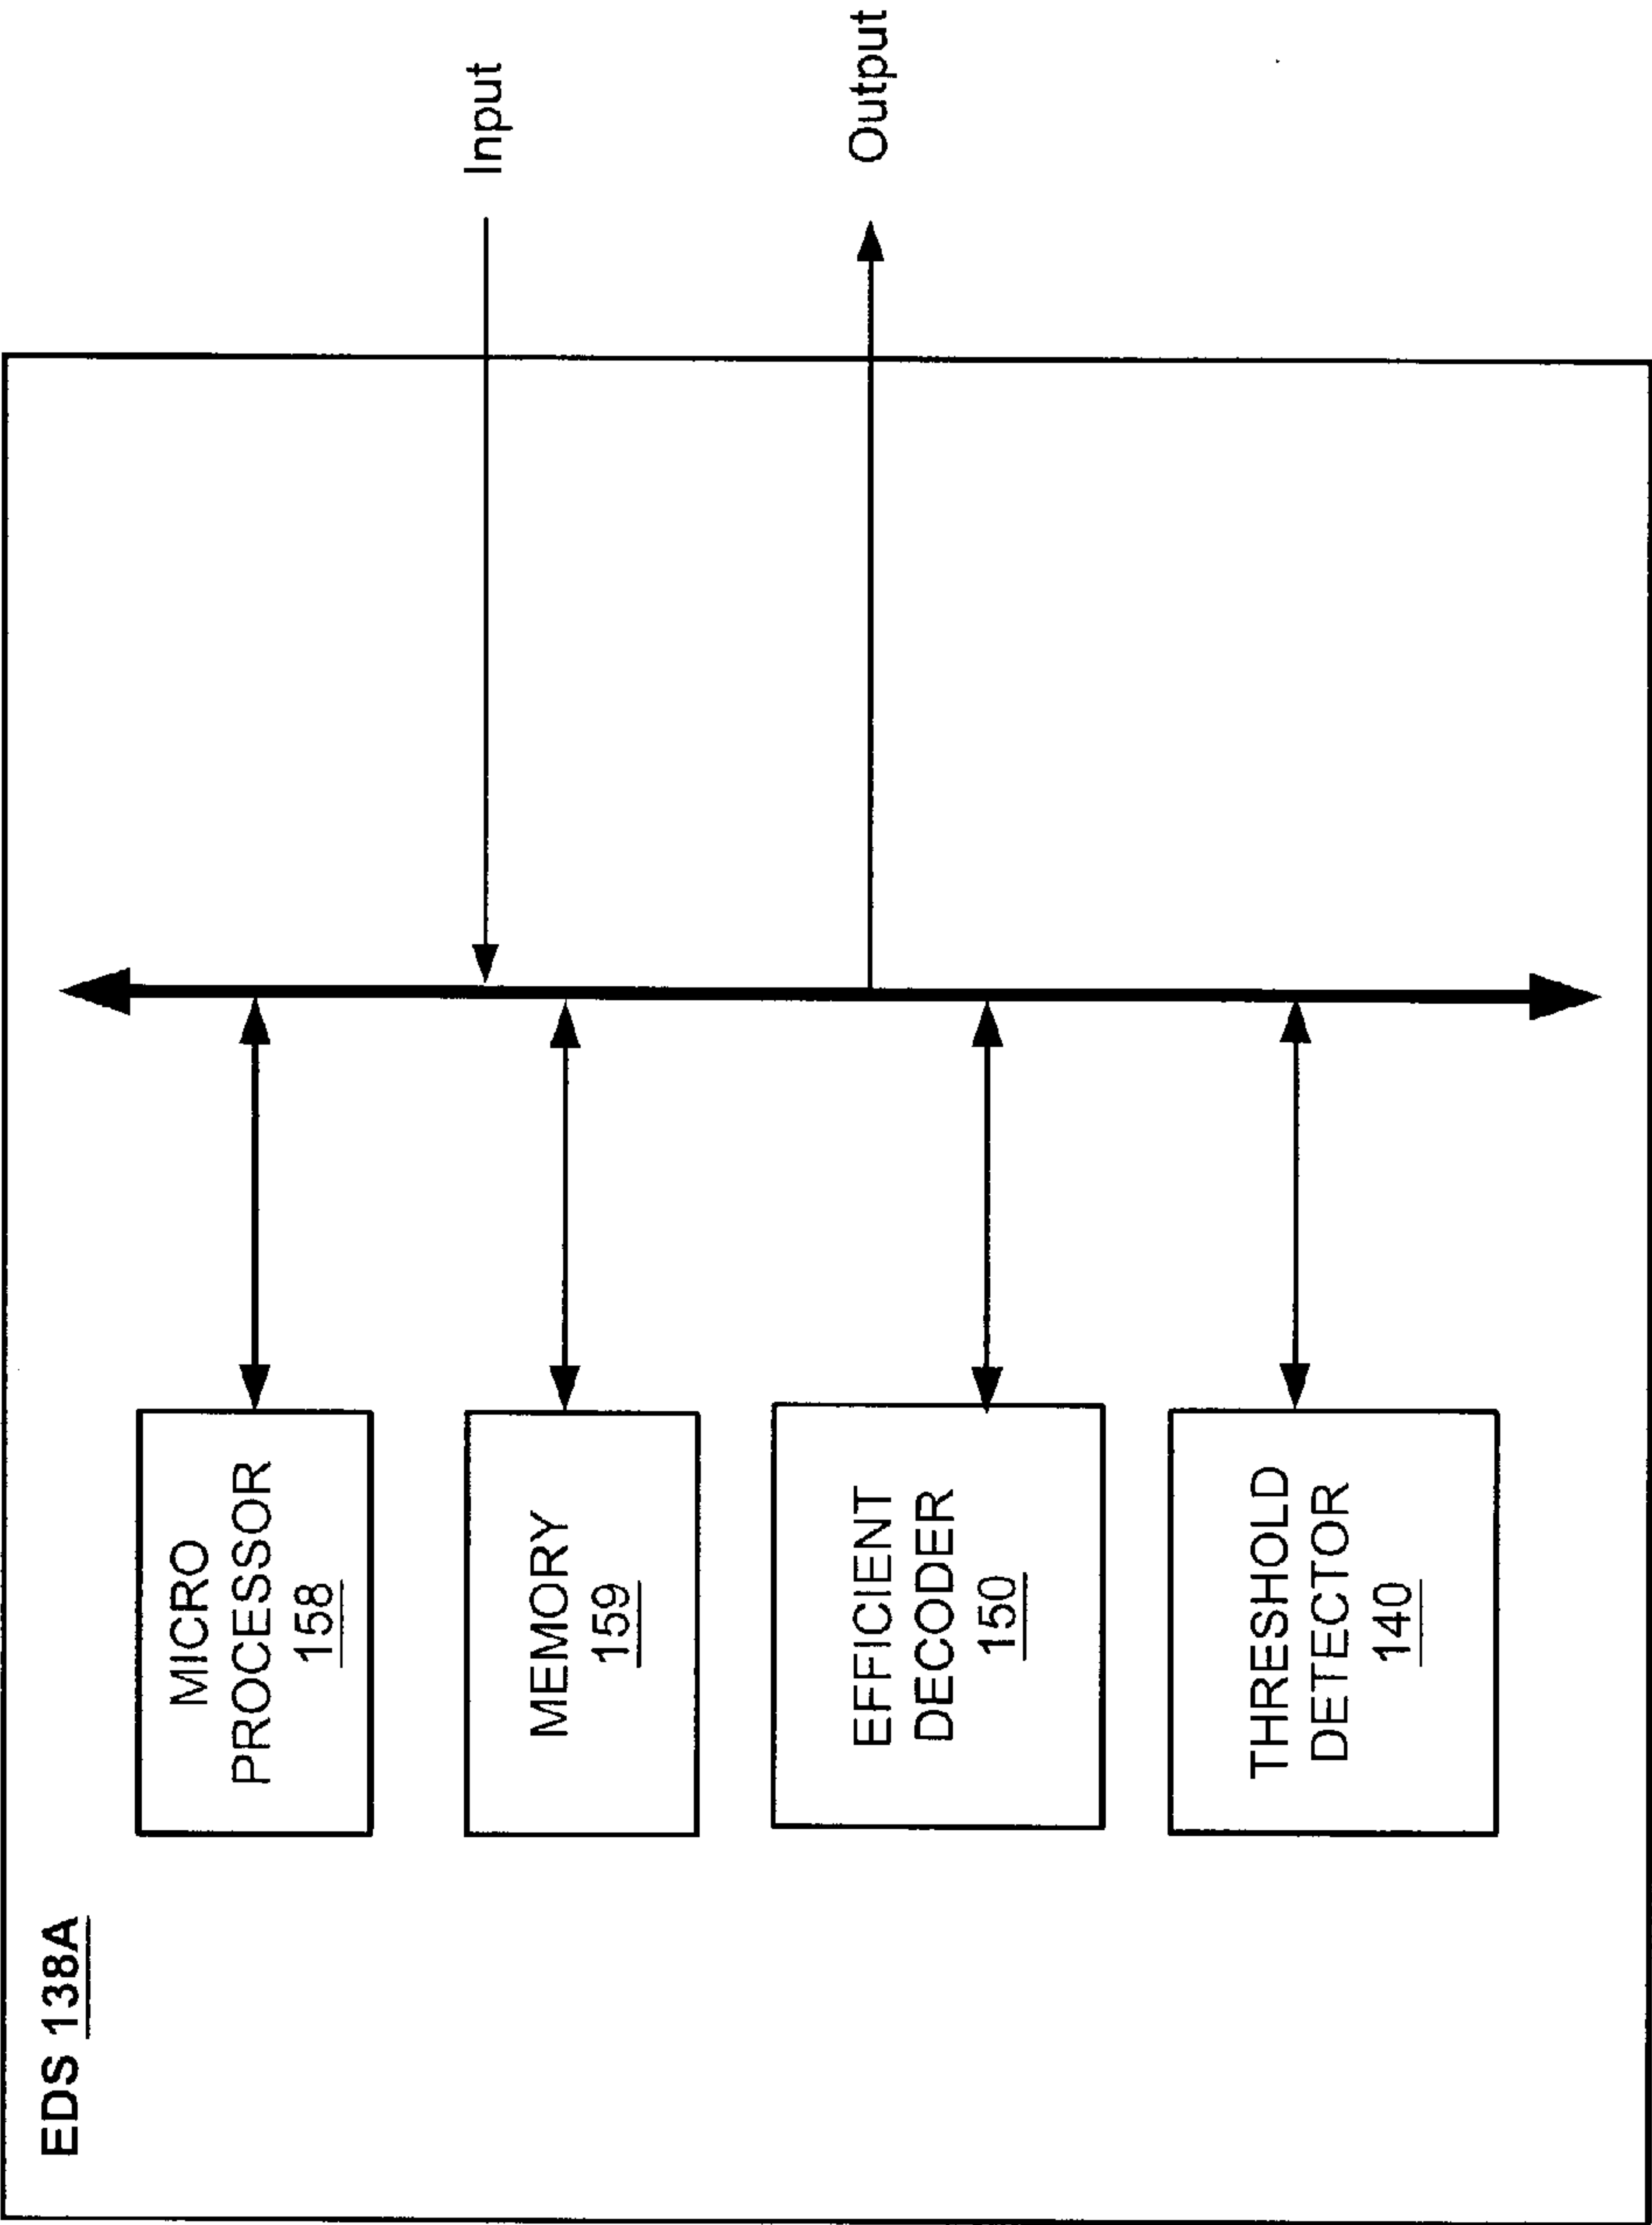 EDS 138A
MICRO
PROCESSOR
158
MEMORY
159
EFFICIENT
DECODER
150
THRESHOLD
DETECTOR
140
Input
Output